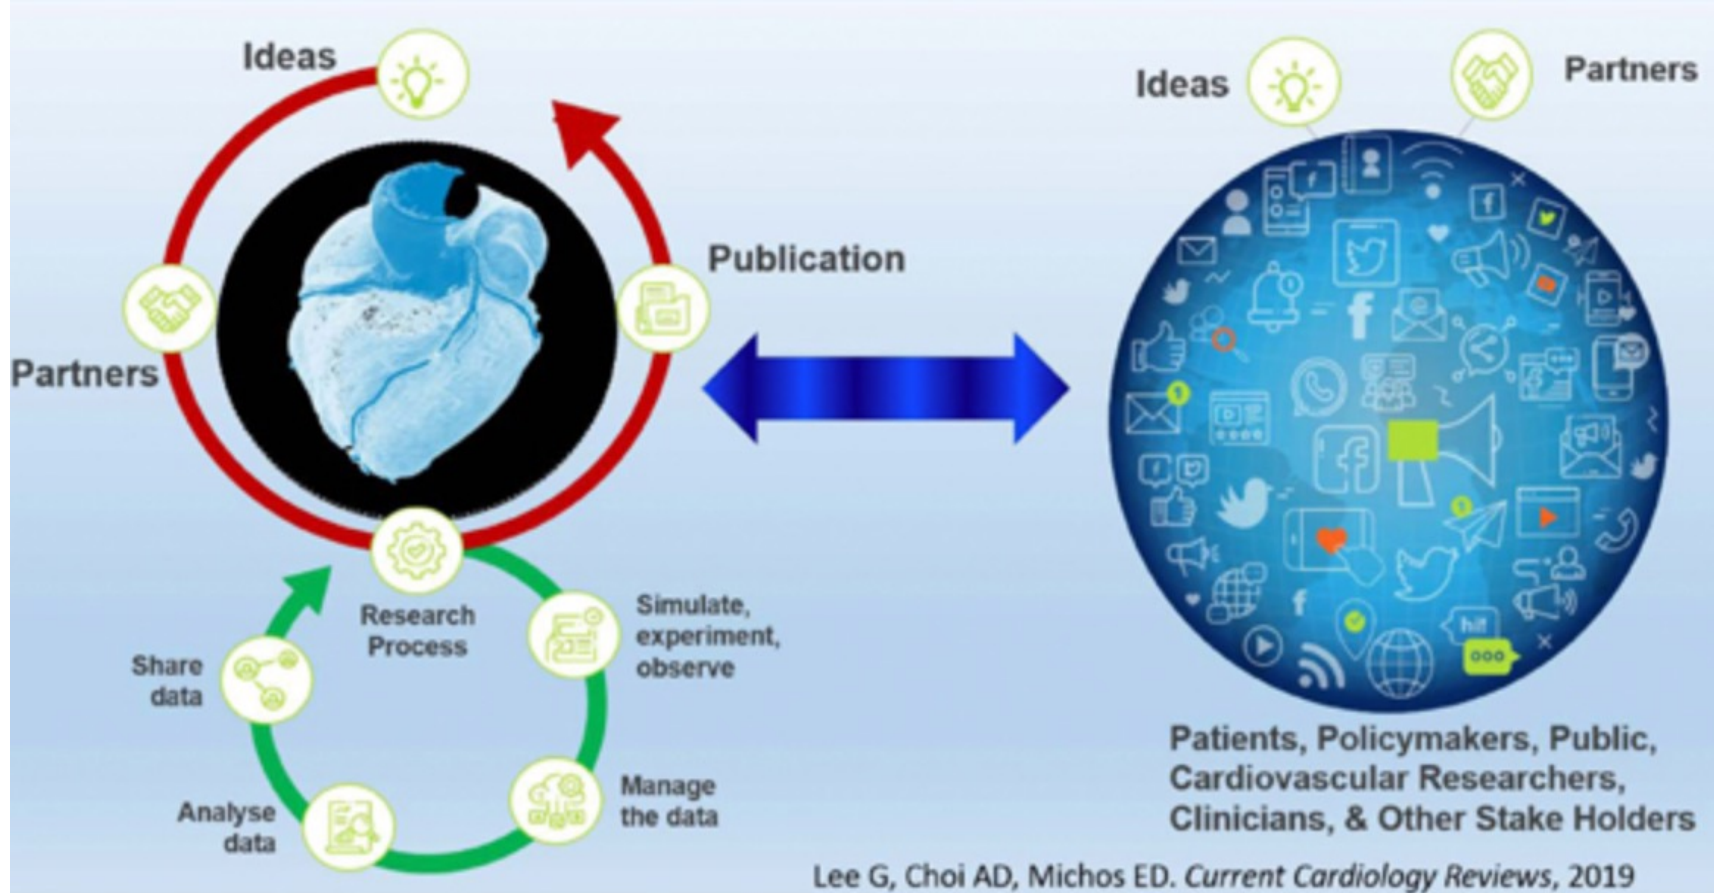 Ideas
Partners
Publication
Research
Process
Simulate,
experiment,
observe
Manage
the data
Analyse
data
Share
data
Ideas
Partners
hi!
Patients, Policymakers, Public,
Cardiovascular Researchers,
Clinicians, & Other Stake Holders
Lee G, Choi AD, Michos ED. Current Cardiology Reviews, 2019